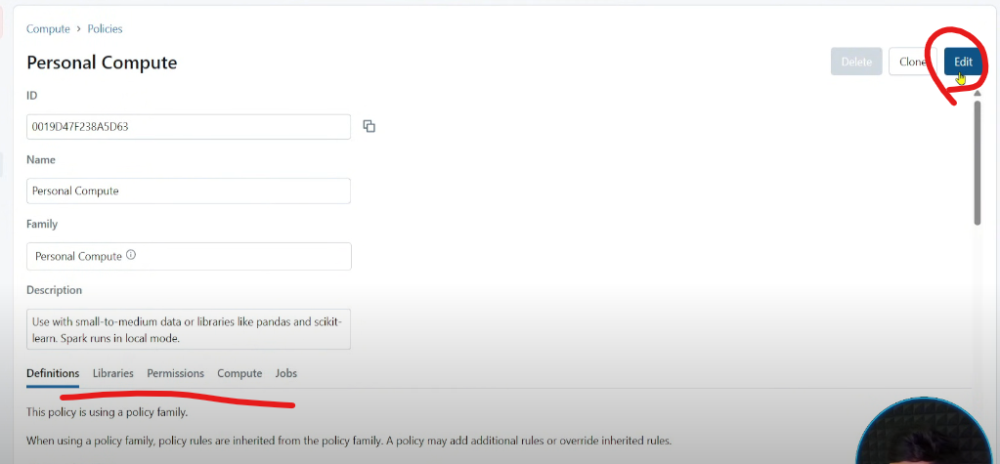 Compute > Policies
Personal Compute
Delete
Clone
Edit
ID
0019D47F238A5D63
Name
Personal Compute
Family
Personal Compute
Description
Use with small-to-medium data or libraries like pandas and scikit-
learn. Spark runs in local mode.
Definitions Libraries Permissions Compute Jobs
This policy is using a policy family.
When using a policy family, policy rules are inherited from the policy family. A policy may add additional rules or override inherited rules.